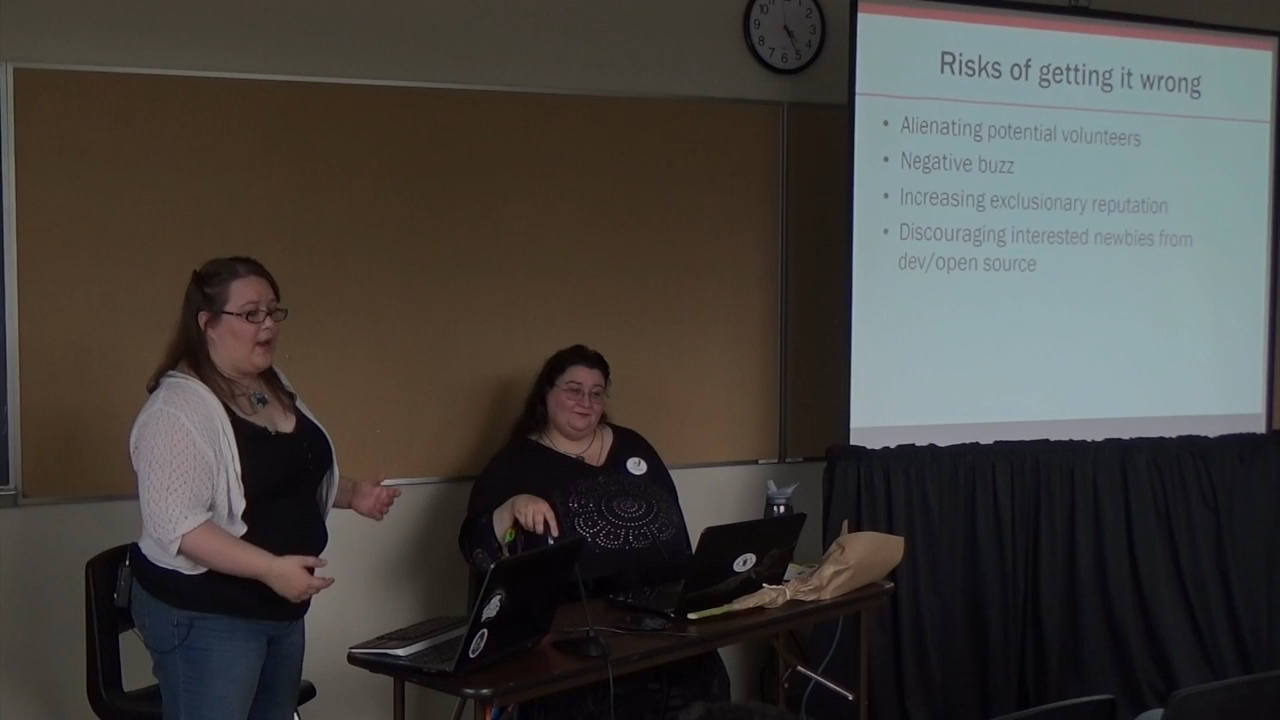 Risks of getting it wrong
• Alienating potential volunteers
• Negative buzz
• Increasing exclusionary reputation
• Discouraging interested newbies from
dev/open source